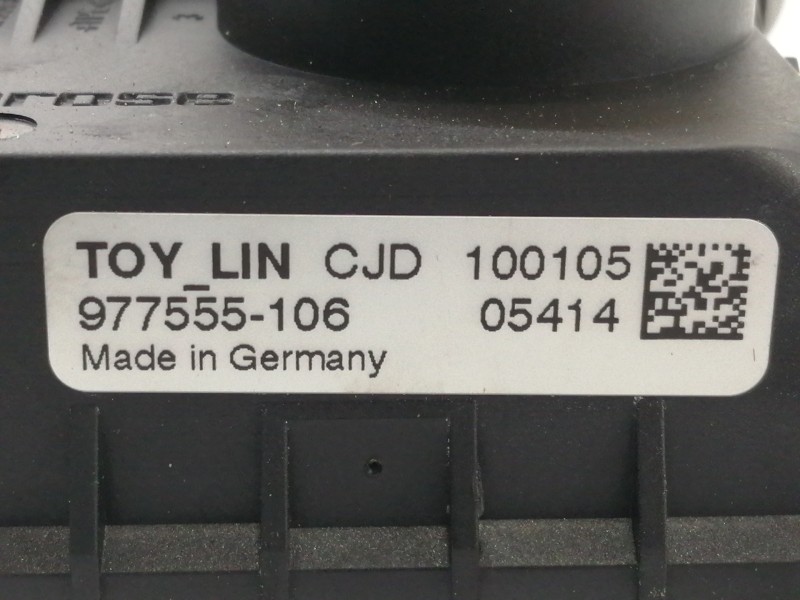 TOY_LIN CJD 100105
977555-106 05414
Made in Germany